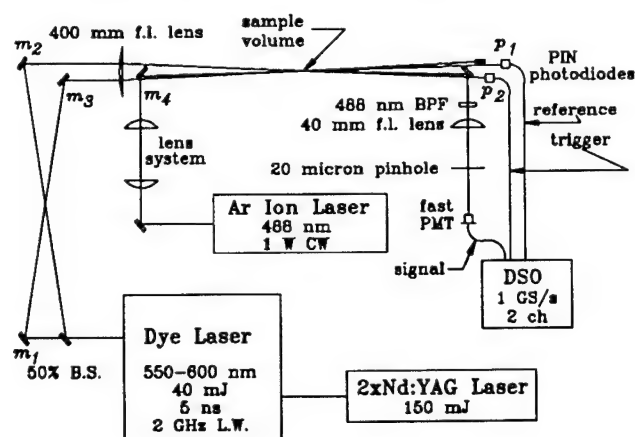 sample
volume
400 mm f.l. lens
m2
m3
m4
p1
p2
PIN
photodiodes
488 nm BPF
40 mm f.l. lens
reference
trigger
lens
system
20 micron pinhole
Ar Ion Laser
488 nm
1 W CW
fast
PMT
signal
DSO
1 GS/s
2 ch
m1
50% B.S.
Dye Laser
550-600 nm
40 mJ
5 ns
2 GHz L.W.
2xNd:YAG Laser
150 mJ